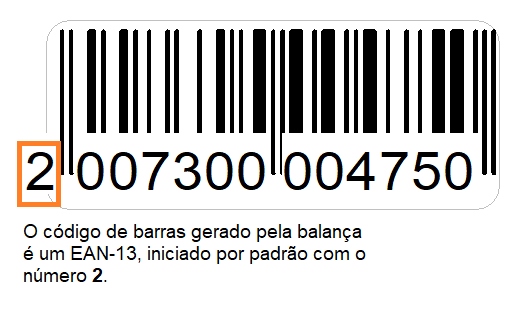 2 007300 004750
O código de barras gerado pela balança
é um EAN-13, iniciado por padrão com o
número 2.